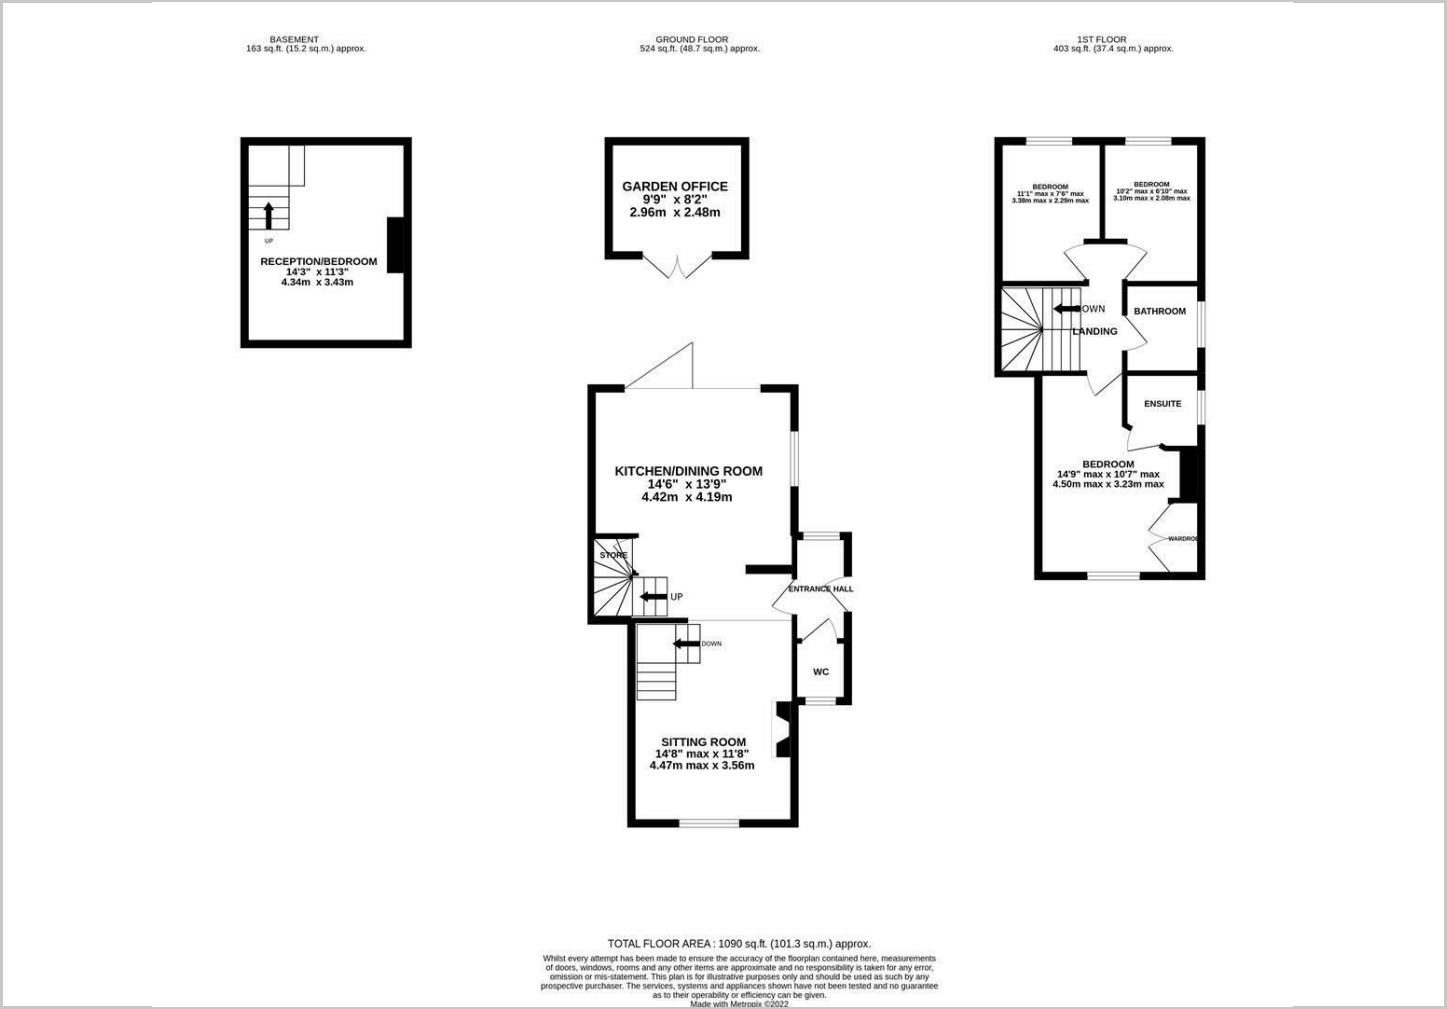 BASEMENT
163 sq.ft. (15.2 sq.m.) approx.
GROUND FLOOR
524 sq.ft. (48.7 sq.m.) approx.
1ST FLOOR
403 sq.ft. (37.4 sq.m.) approx.
UP
RECEPTION/BEDROOM
14'3" x 11'3"
4.34m x 3.43m
GARDEN OFFICE
9'9" x 8'2"
2.96m x 2.48m
KITCHEN/DINING ROOM
14'6" x 13'9"
4.42m x 4.19m
STORE
UP
ENTRANCE HALL
DOWN
WC
SITTING ROOM
14'8" max x 11'8"
4.47m max x 3.56m
BEDROOM
11'1" max x 7'6" max
3.38m max x 2.29m max
BEDROOM
10'2" max x 6'10" max
3.10m max x 2.08m max
DOWN
LANDING
BATHROOM
ENSUITE
BEDROOM
14'9" max x 10'7" max
4.50m max x 3.23m max
WARDROB
TOTAL FLOOR AREA : 1090 sq.ft. (101.3 sq.m.) approx.
Whilst every attempt has been made to ensure the accuracy of the floorplan contained here, measurements
of doors, windows, rooms and any other items are approximate and no responsibility is taken for any error,
omission or mis-statement. This plan is for illustrative purposes only and should be used as such by any
prospective purchaser. The services, systems and appliances shown have not been tested and no guarantee
as to their operability or efficiency can be given.
Made with Metropix ©2022